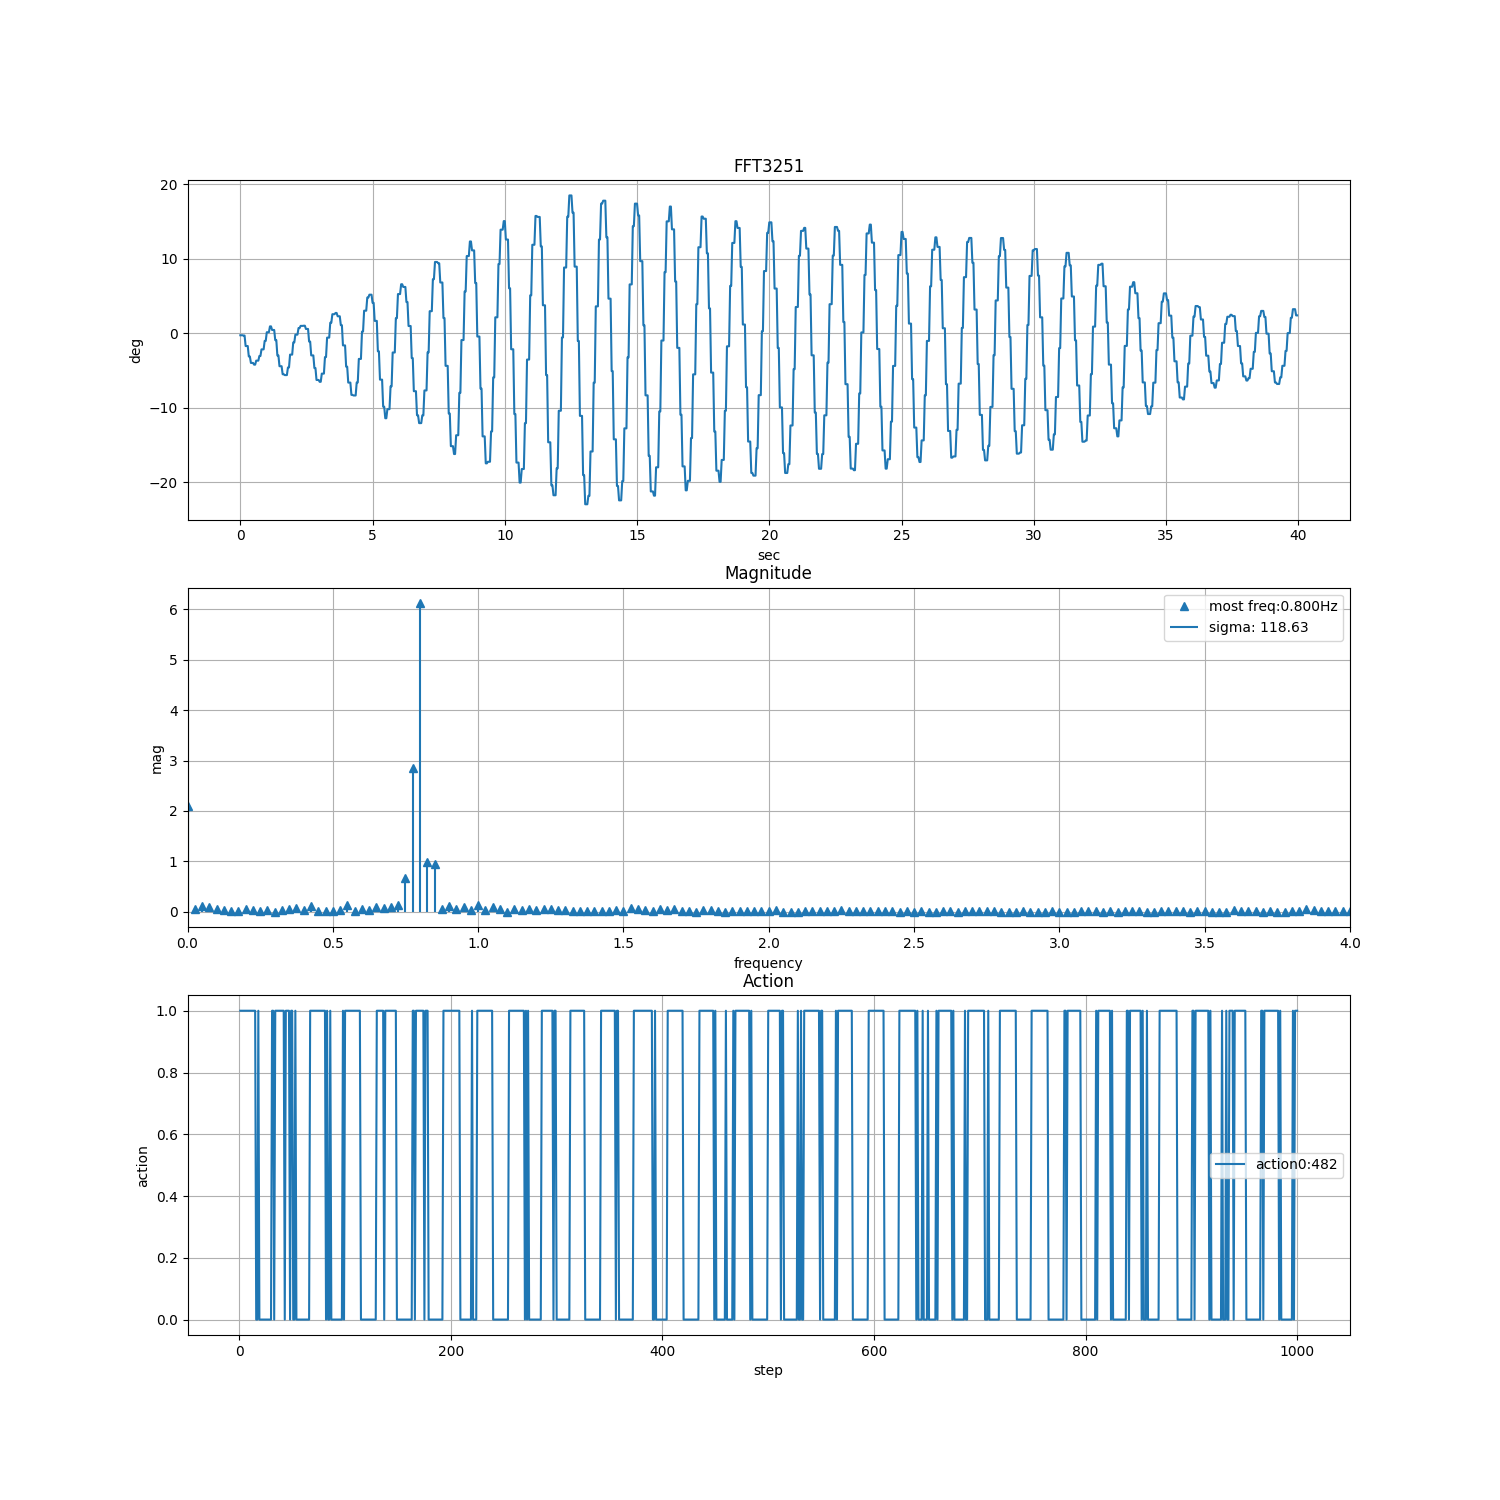 FFT3251
20
10
0
−10
−20
deg
0 5 10 15 20 25 30 35 40
sec
Magnitude
most freq:0.800Hz
sigma: 118.63
6
5
4
3
2
1
0
mag
0.0 0.5 1.0 1.5 2.0 2.5 3.0 3.5 4.0
frequency
Action
1.0
0.8
0.6
0.4
0.2
0.0
action
action0:482
0 200 400 600 800 1000
step